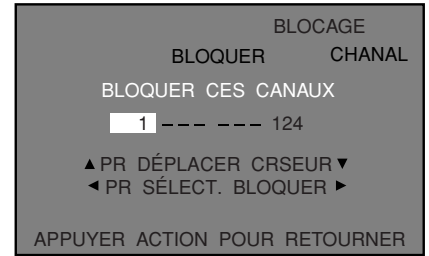 BLOCAGE
BLOQUER CHANAL
BLOQUER CES CANAUX
1 ––– ––– 124
▲PR DÉPLACER CRSEUR▼
◄PR SÉLECT. BLOQUER ►
APPUYER ACTION POUR RETOURNER